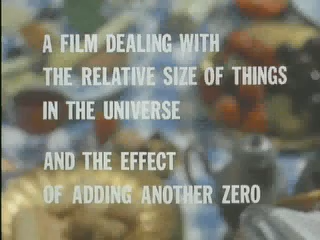 A FILM DEALING WITH
THE RELATIVE SIZE OF THINGS
IN THE UNIVERSE
AND THE EFFECT
OF ADDING ANOTHER ZERO